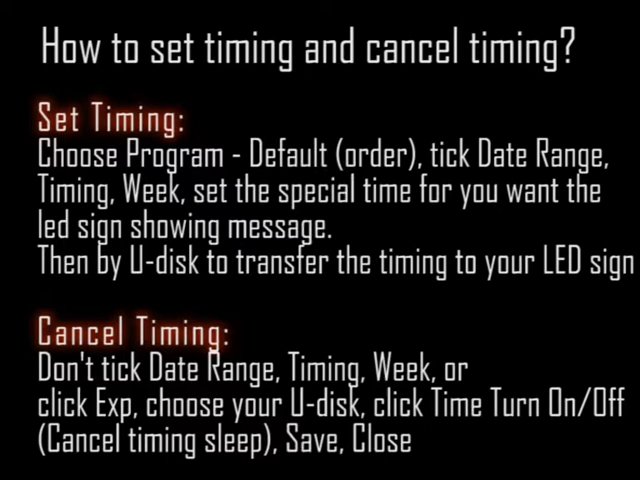 How to set timing and cancel timing?
Set Timing:
Choose Program - Default (order), tick Date Range,
Timing, Week, set the special time for you want the
led sign showing message.
Then by U-disk to transfer the timing to your LED sign
Cancel Timing:
Don't tick Date Range, Timing, Week, or
click Exp, choose your U-disk, click Time Turn On/Off
(Cancel timing sleep), Save, Close